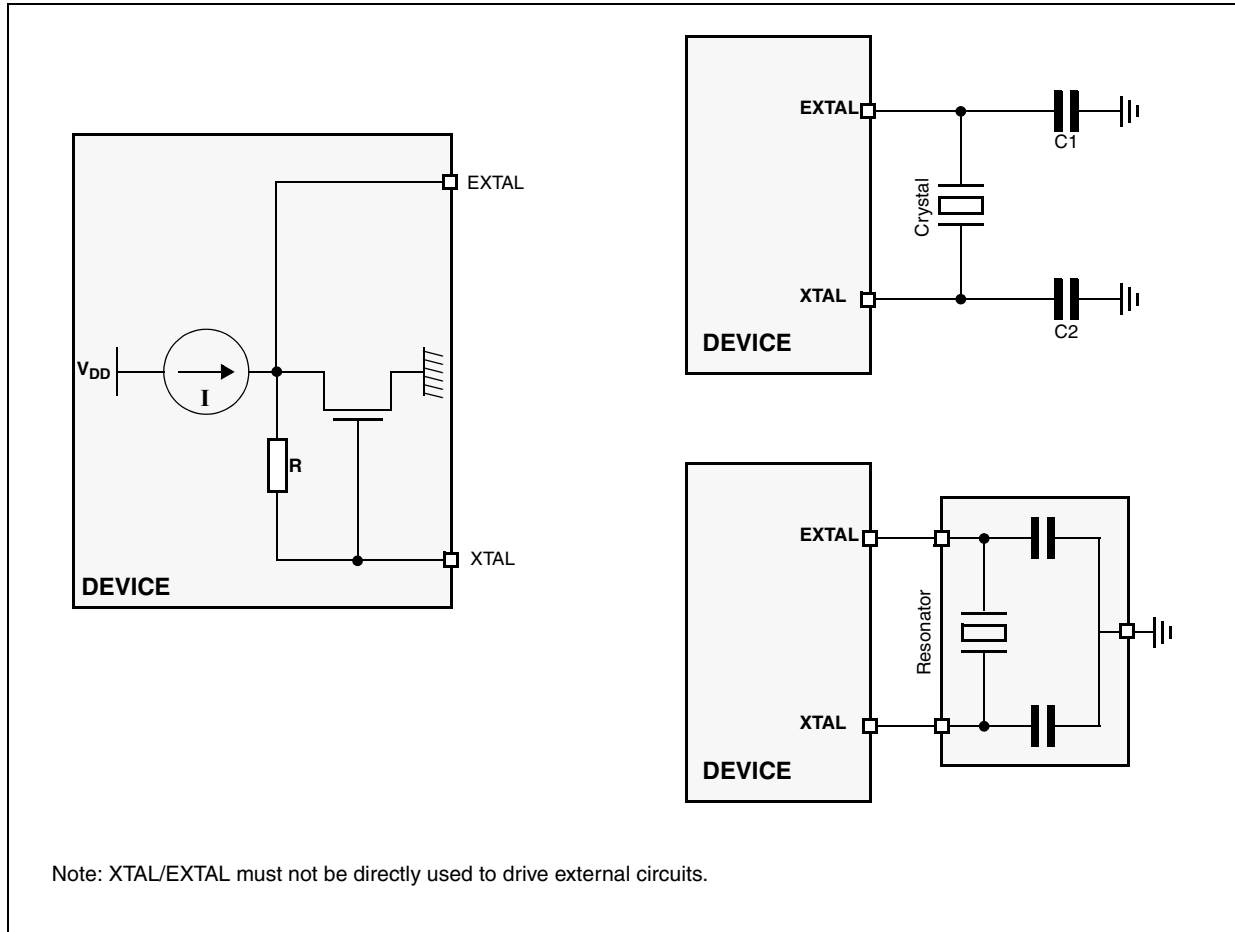 EXTAL
V_DD
I
R
XTAL
DEVICE
EXTAL
C1
Crystal
XTAL
C2
DEVICE
EXTAL
Resonator
XTAL
DEVICE
Note: XTAL/EXTAL must not be directly used to drive external circuits.